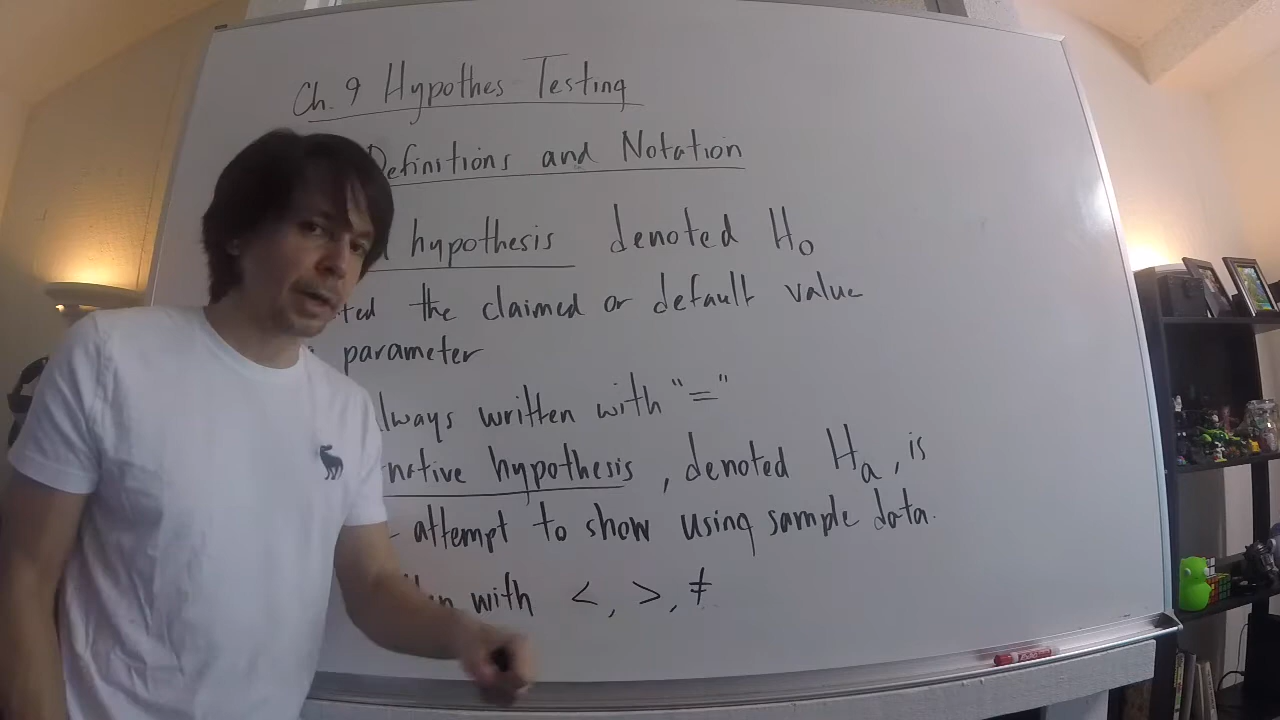 Ch. 9 Hypothes Testing
Definitions and Notation
hypothesis denoted H₀
ted the claimed or default value
parameter
lways written with "="
native hypothesis, denoted Hₐ, is
attempt to show using sample data.
with <, >, ≠